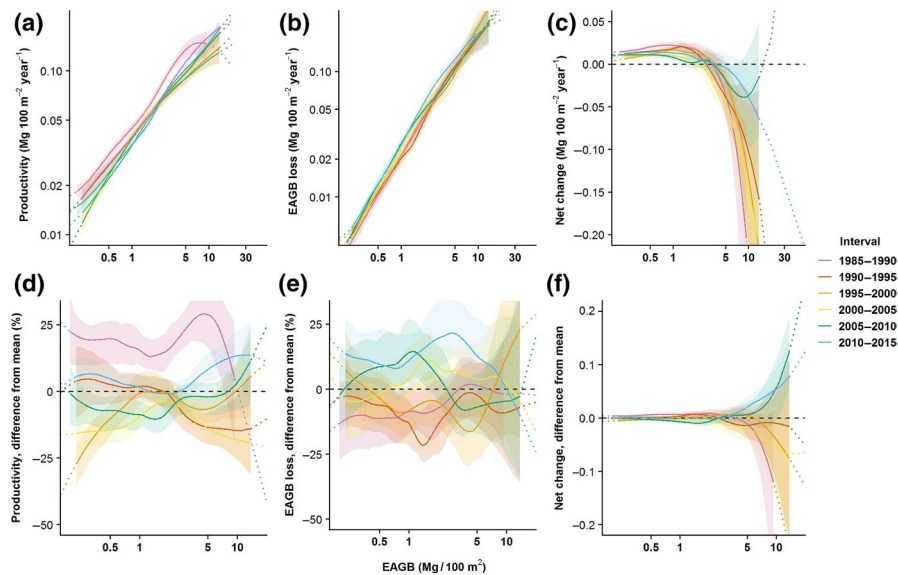 (a)
Productivity (Mg 100 m−2 year−1)
0.10
0.05
0.02
0.01
0.5 1 5 10 30
(b)
EAGB loss (Mg 100 m−2 year−1)
0.10
0.05
0.02
0.01
0.5 1 5 10 30
(c)
Net change (Mg 100 m−2 year−1)
0.05
0.00
−0.05
−0.10
−0.15
−0.20
0.5 1 5 10 30
Interval
1985–1990
1990–1995
1995–2000
2000–2005
2005–2010
2010–2015
(d)
Productivity, difference from mean (%)
25
0
−25
−50
0.5 1 5 10
(e)
EAGB loss, difference from mean (%)
25
0
−25
−50
0.5 1 5 10
EAGB (Mg/100 m2)
(f)
Net change, difference from mean
0.2
0.1
0.0
−0.1
−0.2
0.5 1 5 10